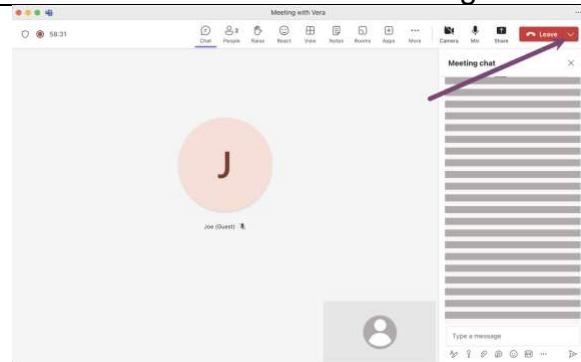 Meeting with Vera
58:31
Chat
People 2
Raise
React
View
Notes
Rooms
Apps
More
Camera
Mic
Share
Leave
Meeting chat
J
Joe (Guest)
Type a message